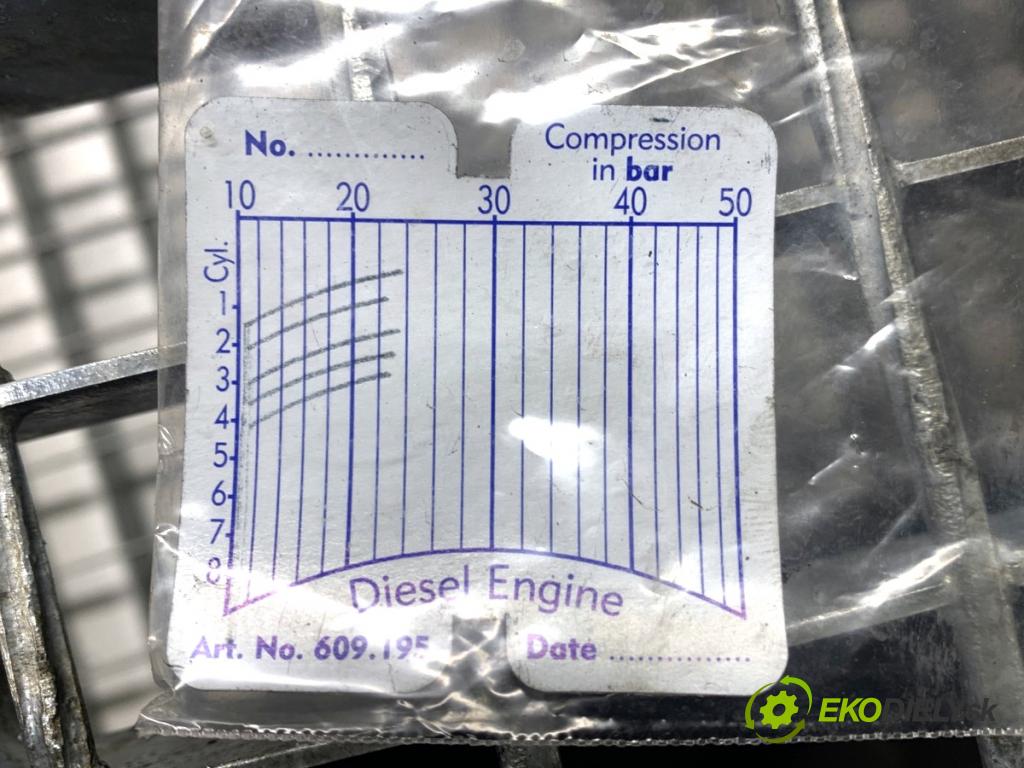 No. ............
Compression
in bar
10 20 30 40 50
Cyl.
1
2
3
4
5
6
7
8
Diesel Engine
Art. No. 609.195
Date ...............
EKODIELY.sk